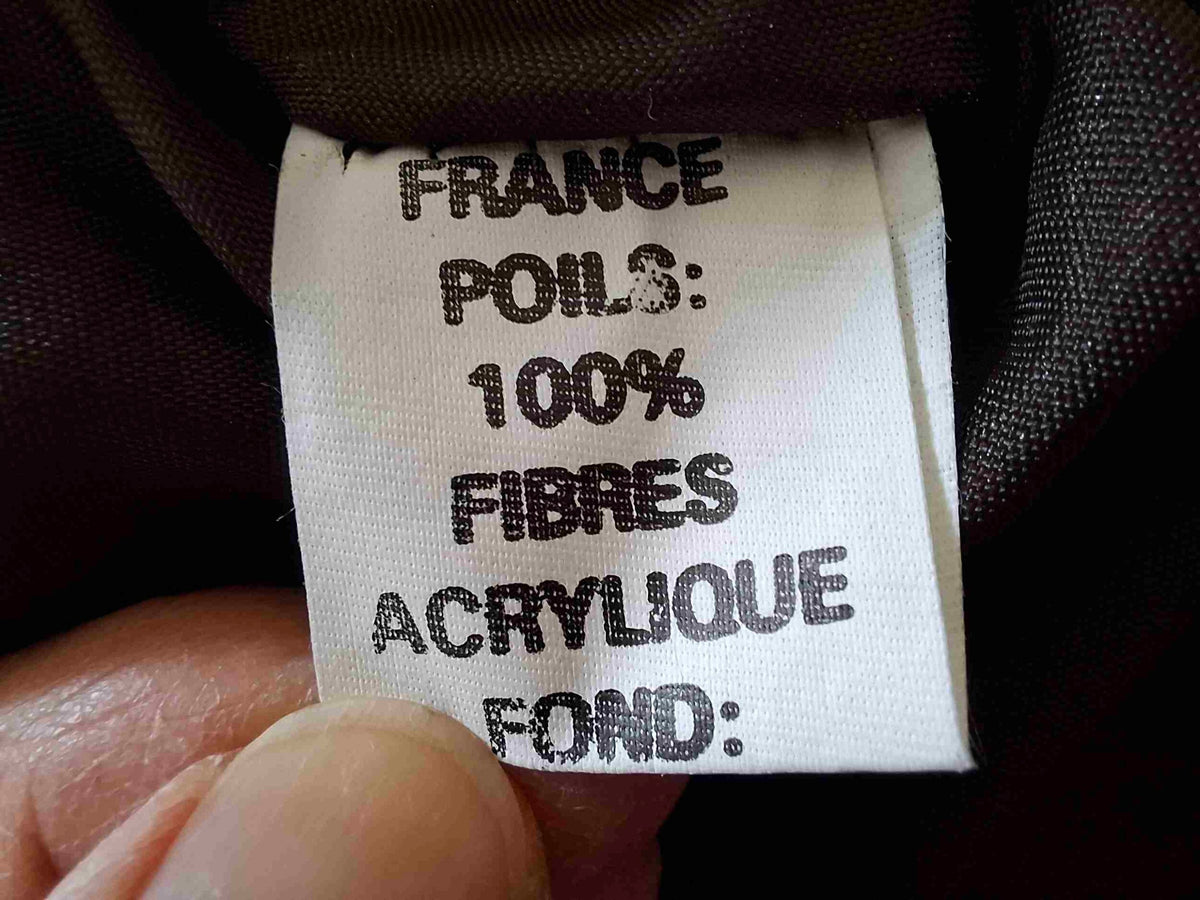 FRANCE
POILS:
100%
FIBRES
ACRYLIQUE
FOND: